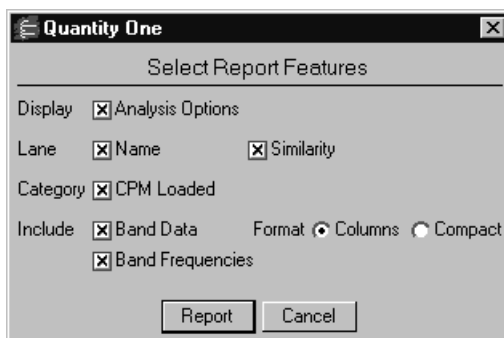 Quantity One
Select Report Features
Display Analysis Options
Lane Name Similarity
Category CPM Loaded
Include Band Data Format Columns Compact
Band Frequencies
Report Cancel